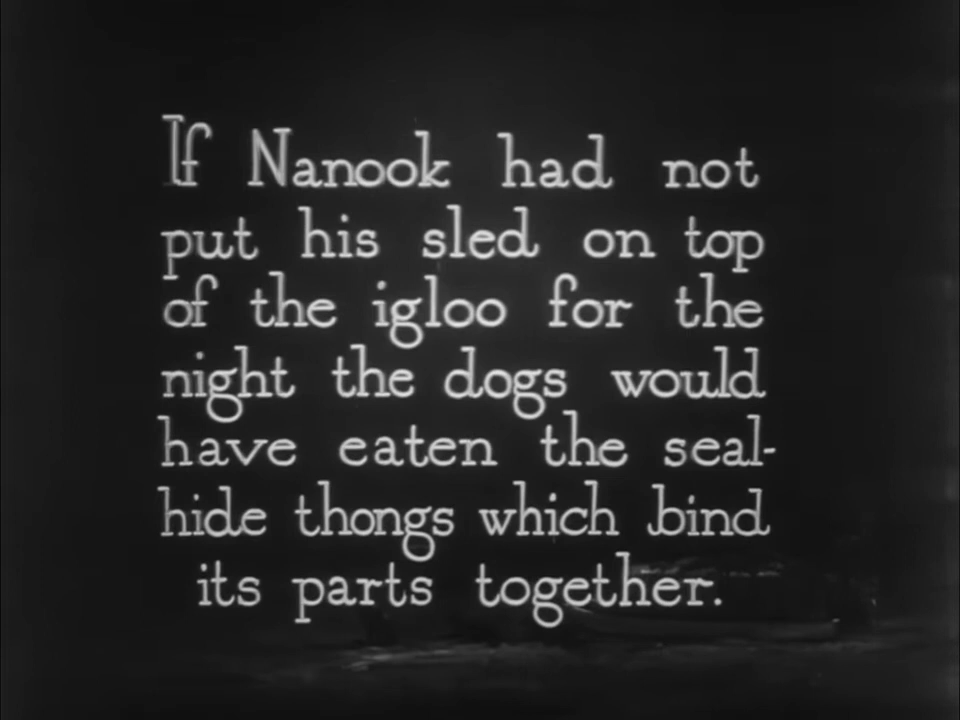 If Nanook had not
put his sled on top
of the igloo for the
night the dogs would
have eaten the seal-
hide thongs which bind
its parts together.